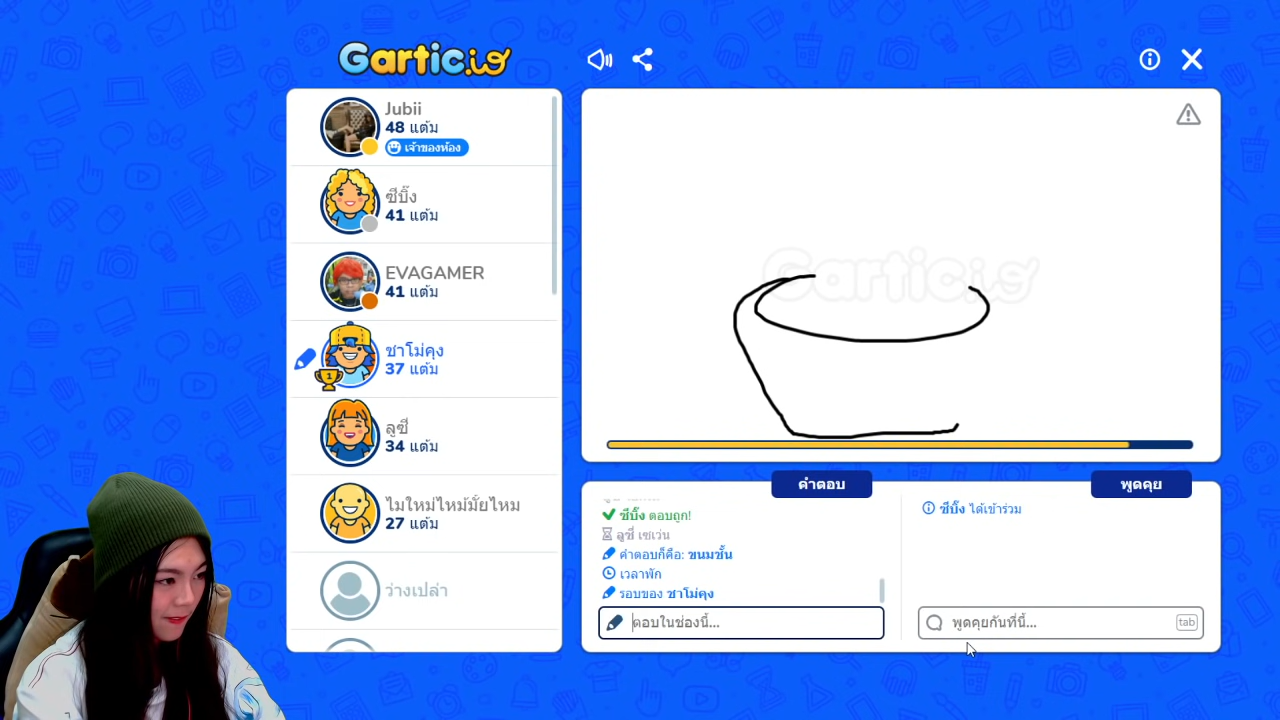 Gartic.io
Jubii
48 แต้ม
เจ้าของห้อง
ซีบิ๊ง
41 แต้ม
EVAGAMER
41 แต้ม
ชาโม่คุง
37 แต้ม
1
ลูซี่
34 แต้ม
ไมใหม่ไหม้มั้ยไหม
27 แต้ม
ว่างเปล่า
Gartic.io
คำตอบ
ซีบิ๊ง ตอบถูก!
ลูซี่ เซเว่น
คำตอบก็คือ: ขนมชั้น
เวลาพัก
รอบของ ชาโม่คุง
ตอบในช่องนี้...
พูดคุย
ซีบิ๊ง ได้เข้าร่วม
พูดคุยกันที่นี้...
tab